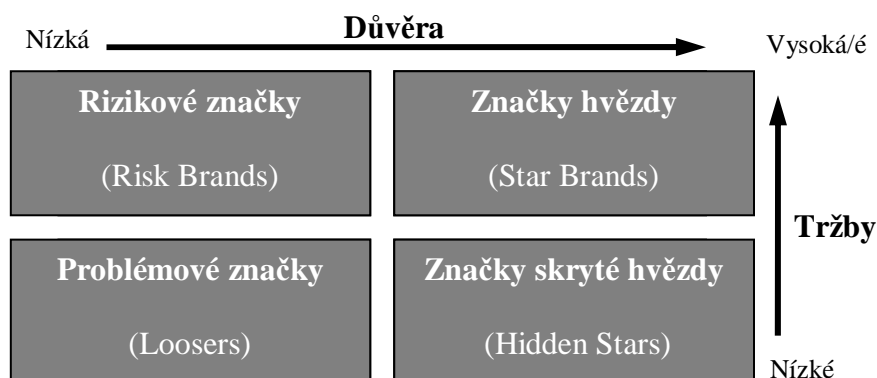 Důvěra
Nízká
Vysoká/é
Rizikové značky
(Risk Brands)
Značky hvězdy
(Star Brands)
Tržby
Problémové značky
(Loosers)
Značky skryté hvězdy
(Hidden Stars)
Nízké